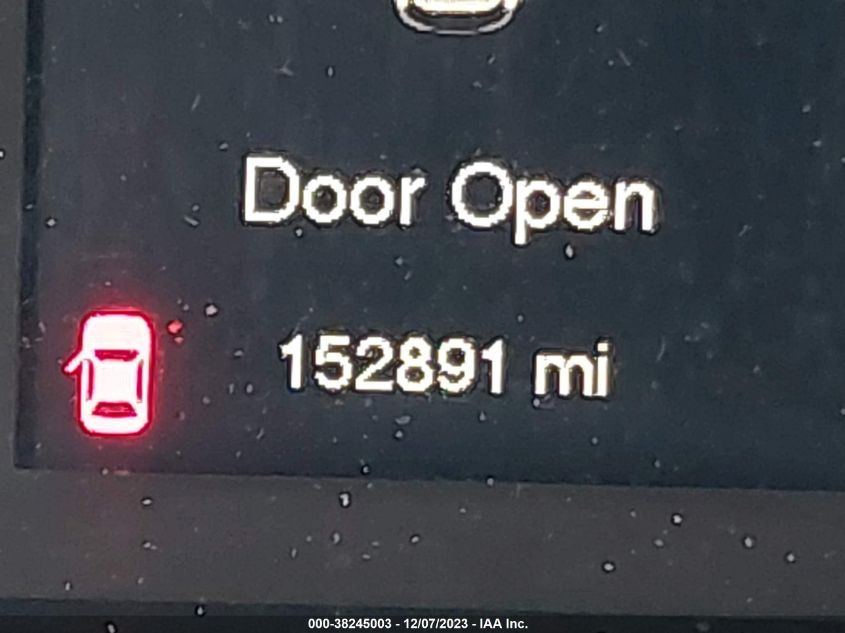 Door Open
152891 mi
000-38245003 - 12/07/2023 - IAA Inc.